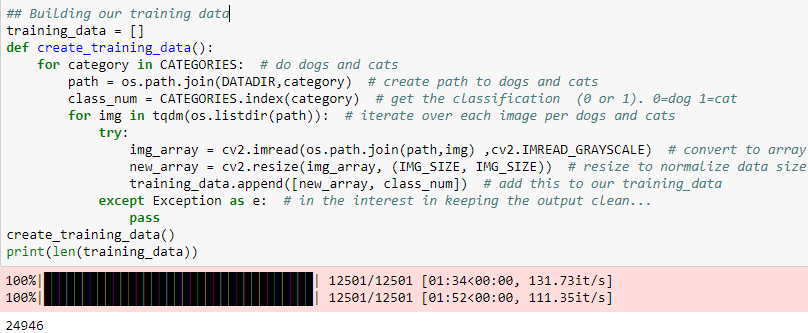 ## Building our training data
training_data = []
def create_training_data():
    for category in CATEGORIES:  # do dogs and cats
        path = os.path.join(DATADIR,category)  # create path to dogs and cats
        class_num = CATEGORIES.index(category)  # get the classification  (0 or 1). 0=dog 1=cat
        for img in tqdm(os.listdir(path)):  # iterate over each image per dogs and cats
            try:
                img_array = cv2.imread(os.path.join(path,img) ,cv2.IMREAD_GRAYSCALE)  # convert to array
                new_array = cv2.resize(img_array, (IMG_SIZE, IMG_SIZE))  # resize to normalize data size
                training_data.append([new_array, class_num])  # add this to our training_data
            except Exception as e:  # in the interest in keeping the output clean...
                pass
create_training_data()
print(len(training_data))
100%| | 12501/12501 [01:34<00:00, 131.73it/s]
100%| | 12501/12501 [01:52<00:00, 111.35it/s]
24946